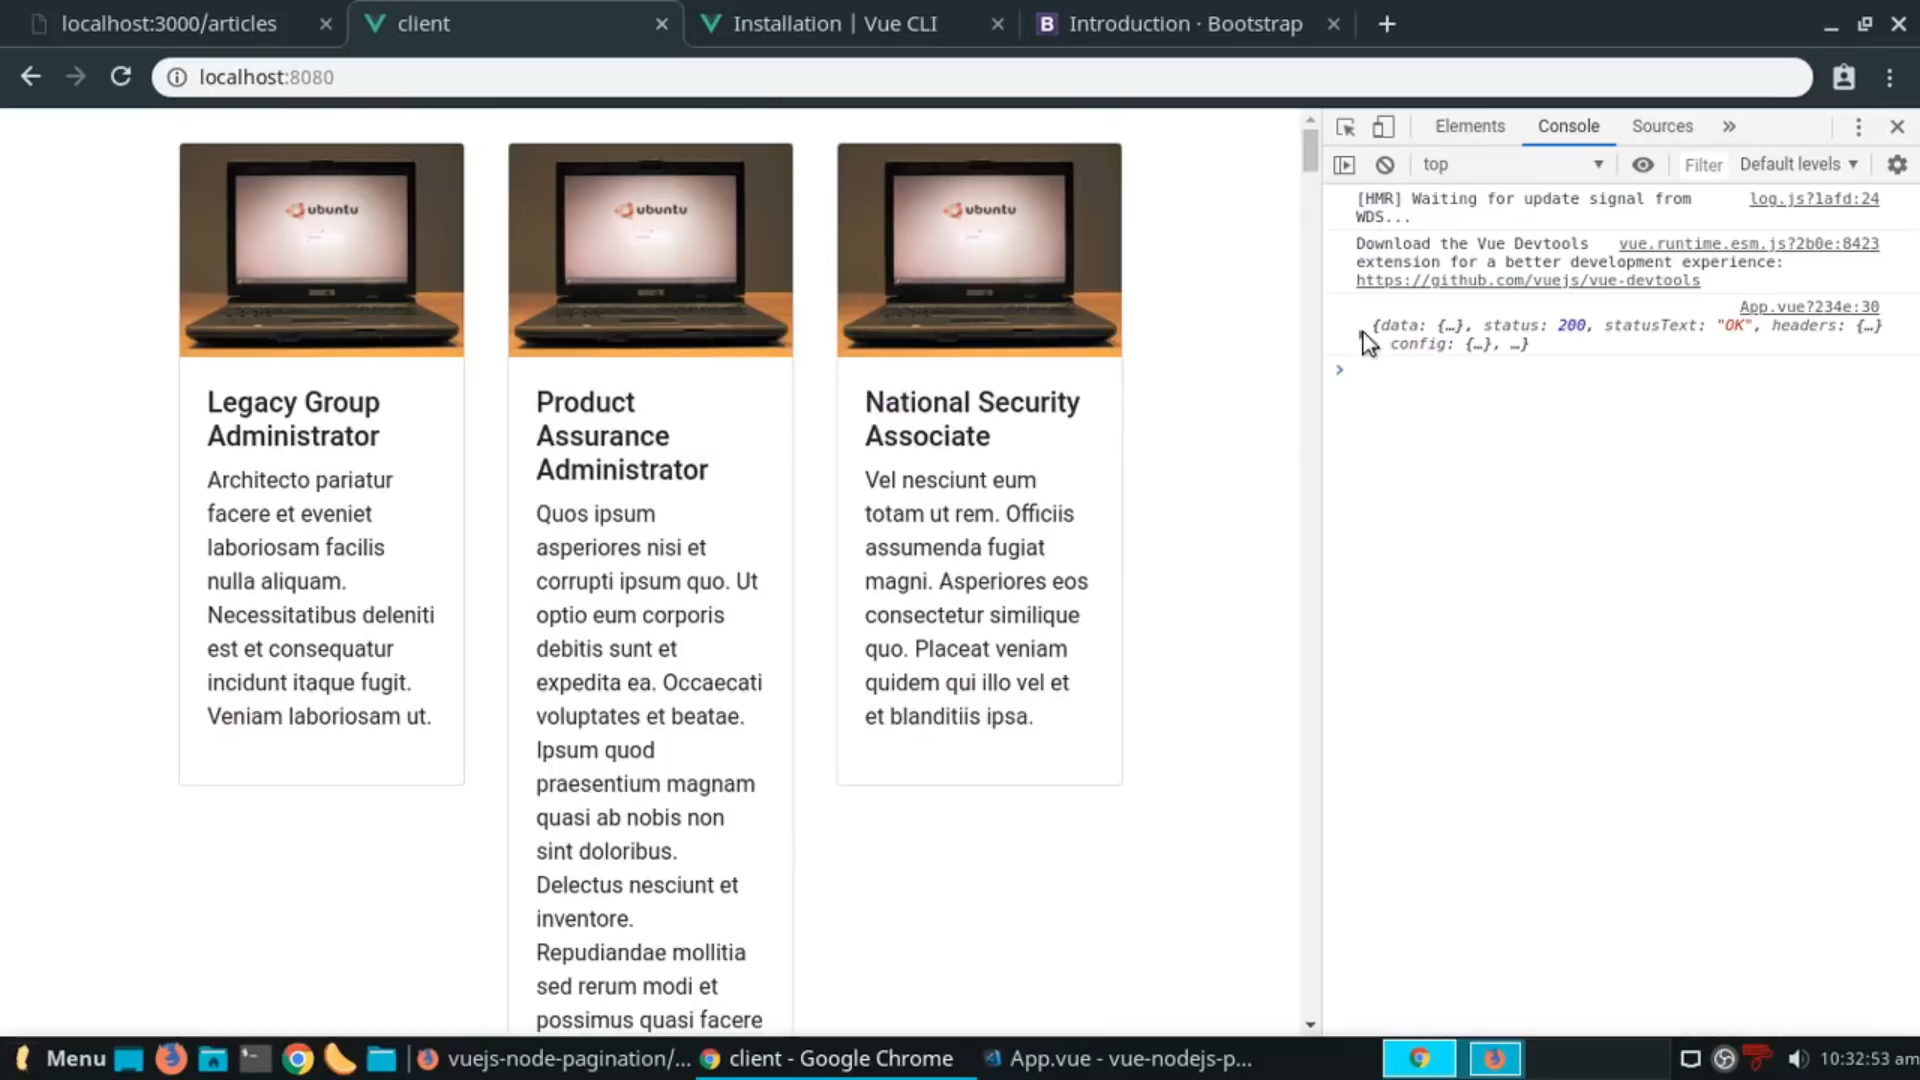 localhost:3000/articles
client
Installation | Vue CLI
B Introduction · Bootstrap
localhost:8080
Elements Console Sources »
top Filter Default levels
[HMR] Waiting for update signal from log.js?1afd:24
WDS...
Download the Vue Devtools vue.runtime.esm.js?2b0e:8423
extension for a better development experience:
https://github.com/vuejs/vue-devtools
App.vue?234e:30
{data: {…}, status: 200, statusText: "OK", headers: {…}
config: {…}, …}
ubuntu
ubuntu
ubuntu
Legacy Group
Administrator
Architecto pariatur
facere et eveniet
laboriosam facilis
nulla aliquam.
Necessitatibus deleniti
est et consequatur
incidunt itaque fugit.
Veniam laboriosam ut.
Product
Assurance
Administrator
Quos ipsum
asperiores nisi et
corrupti ipsum quo. Ut
optio eum corporis
debitis sunt et
expedita ea. Occaecati
voluptates et beatae.
Ipsum quod
praesentium magnam
quasi ab nobis non
sint doloribus.
Delectus nesciunt et
inventore.
Repudiandae mollitia
sed rerum modi et
possimus quasi facere
National Security
Associate
Vel nesciunt eum
totam ut rem. Officiis
assumenda fugiat
magni. Asperiores eos
consectetur similique
quo. Placeat veniam
quidem qui illo vel et
et blanditiis ipsa.
Menu
vuejs-node-pagination/...
client - Google Chrome
App.vue - vue-nodejs-p...
10:32:53 am